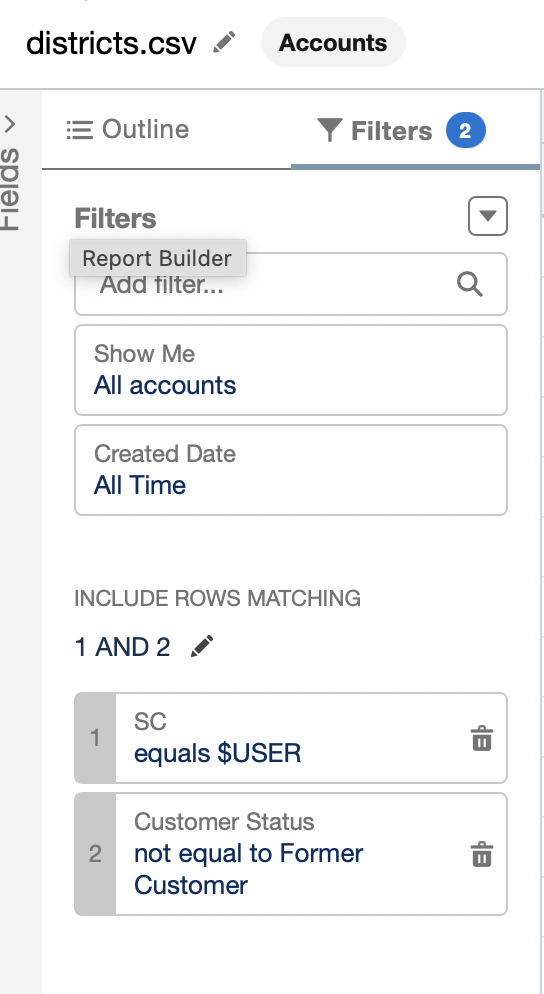 districts.csv Accounts
Fields
Outline Filters 2
Filters
Report Builder
Add filter...
Show Me
All accounts
Created Date
All Time
INCLUDE ROWS MATCHING
1 AND 2
1
SC
equals $USER
2
Customer Status
not equal to Former
Customer